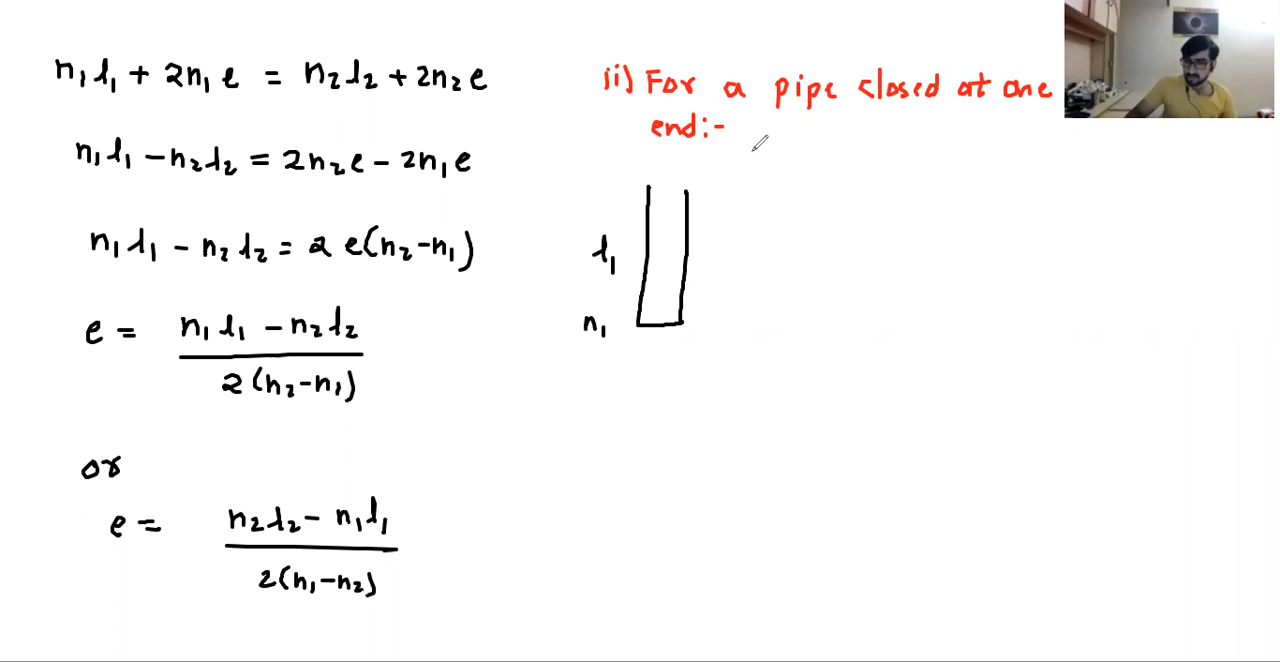 n₁l₁ + 2n₁e = n₂l₂ + 2n₂e
n₁l₁ - n₂l₂ = 2n₂e - 2n₁e
n₁l₁ - n₂l₂ = 2e(n₂-n₁)
e = n₁l₁ - n₂l₂
2(n₂-n₁)
or
e = n₂l₂ - n₁l₁
2(n₁-n₂)
ii) For a pipe closed at one
end:-
l₁
n₁